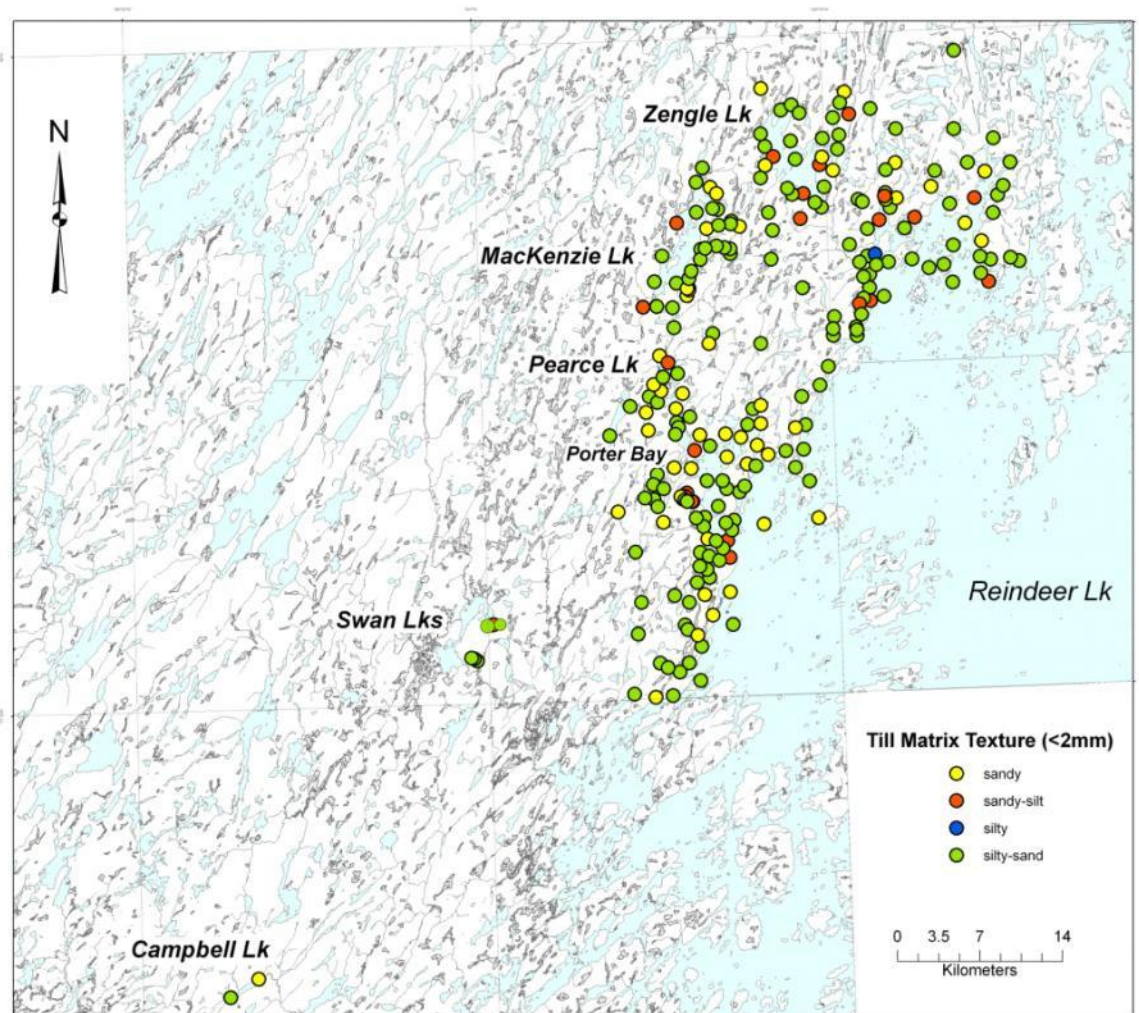 N
Zengle Lk
MacKenzie Lk
Pearce Lk
Porter Bay
Reindeer Lk
Swan Lks
Till Matrix Texture (<2mm)
sandy
sandy-silt
silty
silty-sand
Campbell Lk
0 3.5 7 14
Kilometers